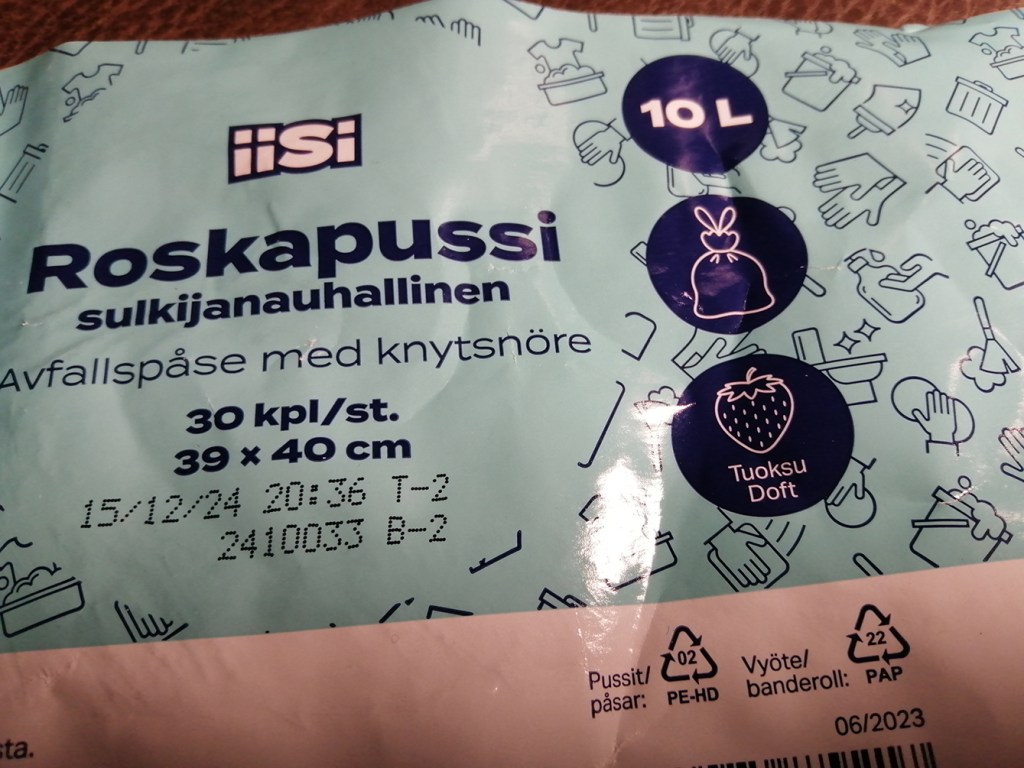 iisi
Roskapussi
sulkijanauhallinen
Avfallspåse med knytsnöre
30 kpl/st.
39 × 40 cm
15/12/24 20:36 T-2
2410033 B-2
10 L
Tuoksu
Doft
Pussit/
påsar:
02
PE-HD
Vyöte/
banderoll:
22
PAP
06/2023
sta.